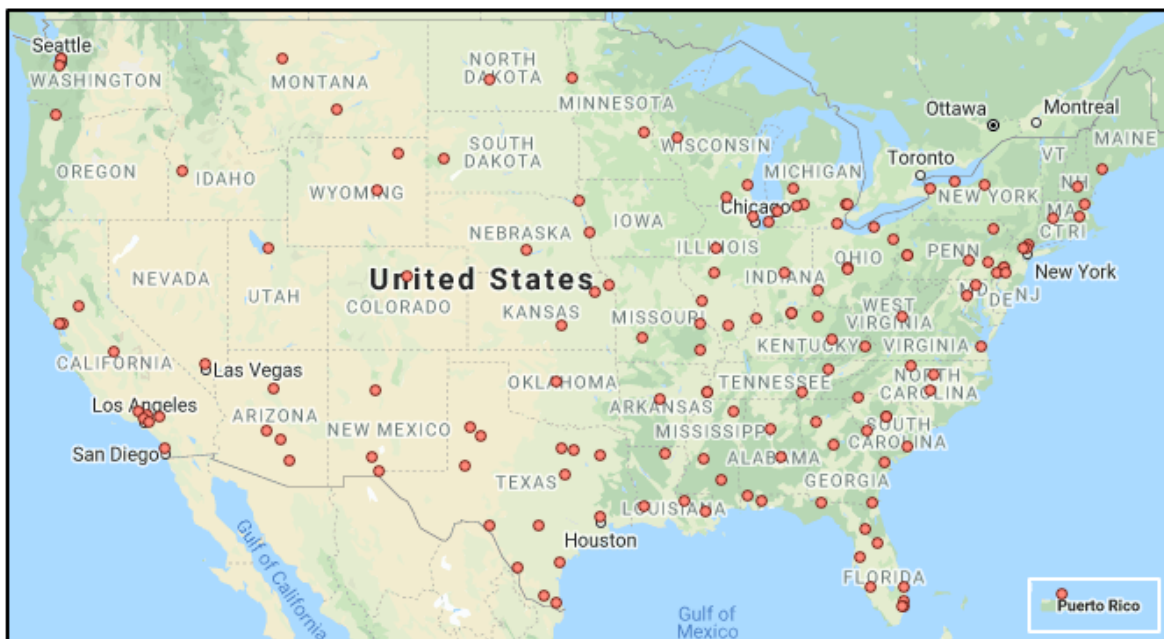 Seattle
WASHINGTON
MONTANA
NORTH
DAKOTA
MINNESOTA
Ottawa
Montreal
MAINE
OREGON
IDAHO
SOUTH
DAKOTA
WISCONSIN
Toronto
VT
WYOMING
MICHIGAN
NH
NEW YORK
MA
CT RI
IOWA
Chicago
NEBRASKA
ILLINOIS
INDIANA
OHIO
PENN
New York
NEVADA
UTAH
United States
COLORADO
KANSAS
MISSOURI
WEST
VIRGINIA
MD
DE
NJ
CALIFORNIA
Las Vegas
KENTUCKY
VIRGINIA
Los Angeles
ARIZONA
NEW MEXICO
OKLAHOMA
ARKANSAS
TENNESSEE
NORTH
CAROLINA
San Diego
MISSISSIPPI
ALABAMA
SOUTH
CAROLINA
GEORGIA
TEXAS
LOUISIANA
Houston
Gulf of California
FLORIDA
Gulf of
Mexico
Puerto Rico